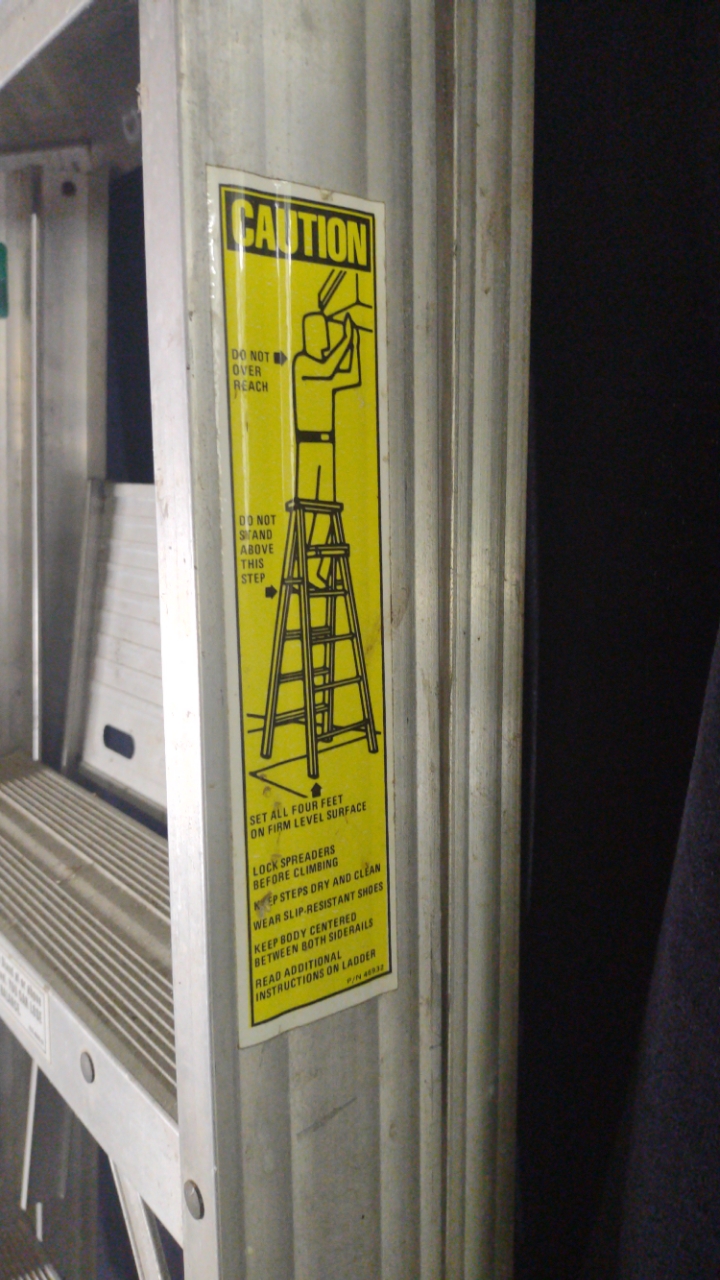 CAUTION
DO NOT
OVER
REACH
DO NOT
STAND
ABOVE
THIS
STEP
SET ALL FOUR FEET
ON FIRM LEVEL SURFACE
LOCK SPREADERS
BEFORE CLIMBING
KEEP STEPS DRY AND CLEAN
WEAR SLIP-RESISTANT SHOES
KEEP BODY CENTERED
BETWEEN BOTH SIDERAILS
READ ADDITIONAL
INSTRUCTIONS ON LADDER